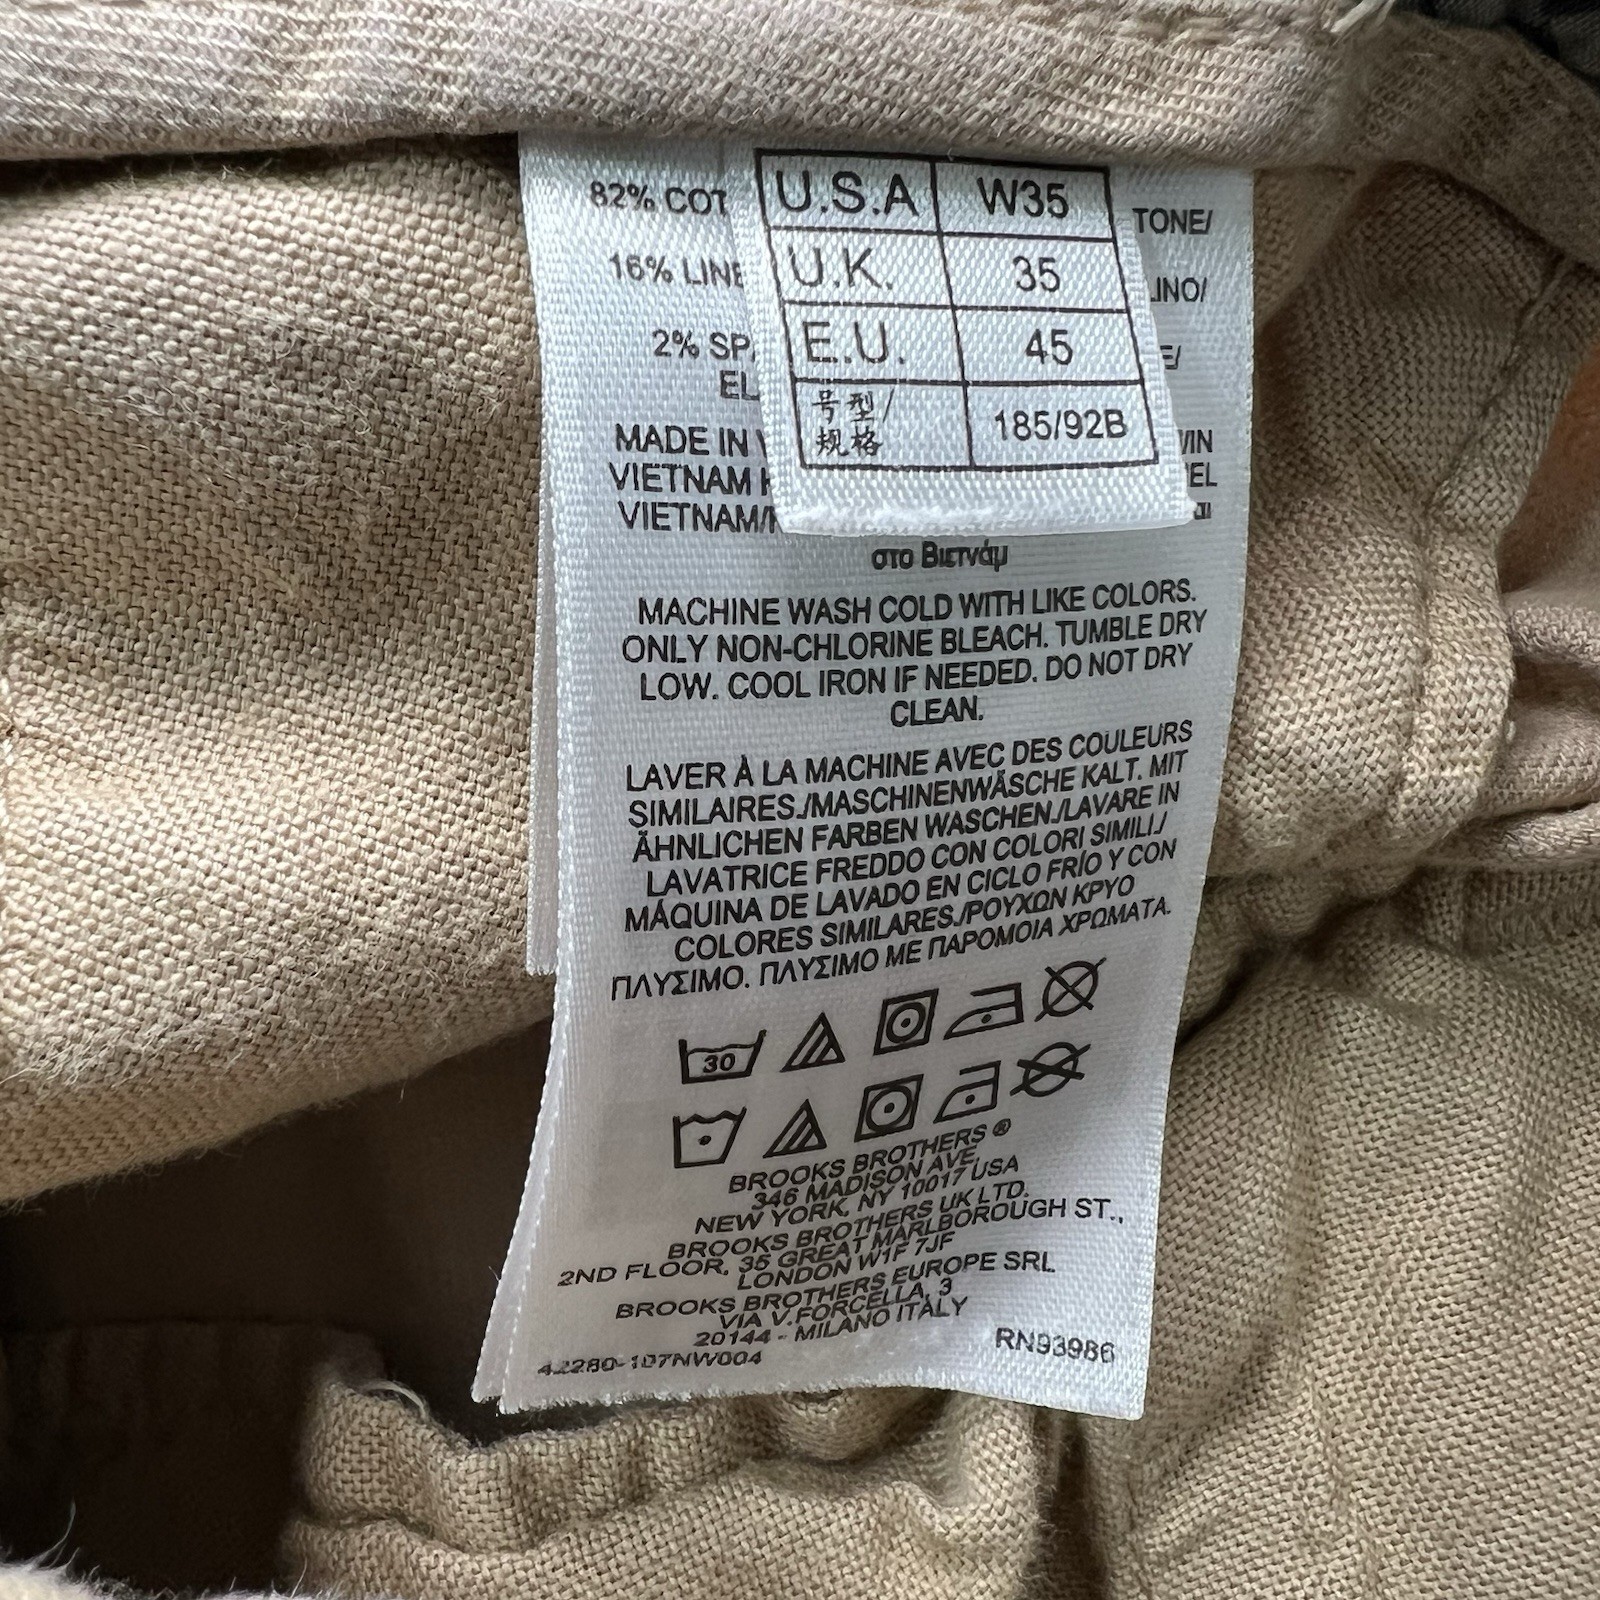 U.S.A W35
U.K. 35
E.U. 45
号型/ 185/92B
规格
82% COT TONE/
16% LINE LINO/
2% SPA E/
EL
MADE IN V /IN
VIETNAM EL
VIETNAM/
στο Βιετνάμ
MACHINE WASH COLD WITH LIKE COLORS.
ONLY NON-CHLORINE BLEACH. TUMBLE DRY
LOW. COOL IRON IF NEEDED. DO NOT DRY
CLEAN.
LAVER À LA MACHINE AVEC DES COULEURS
SIMILAIRES./MASCHINENWÄSCHE KALT. MIT
ÄHNLICHEN FARBEN WASCHEN./LAVARE IN
LAVATRICE FREDDO CON COLORI SIMILI./
MÁQUINA DE LAVADO EN CICLO FRÍO Y CON
COLORES SIMILARES./ΡΟΥΧΩΝ ΚΡΥΟ
ΠΛΥΣΙΜΟ. ΠΛΥΣΙΜΟ ΜΕ ΠΑΡΟΜΟΙΑ ΧΡΩΜΑΤΑ.
30
BROOKS BROTHERS ®
346 MADISON AVE,
NEW YORK, NY 10017 USA
BROOKS BROTHERS UK LTD.
2ND FLOOR, 35 GREAT MARLBOROUGH ST.,
LONDON W1F 7JF
BROOKS BROTHERS EUROPE SRL
VIA V.FORCELLA, 3
20144 - MILANO ITALY
42280-107NW004 RN93986